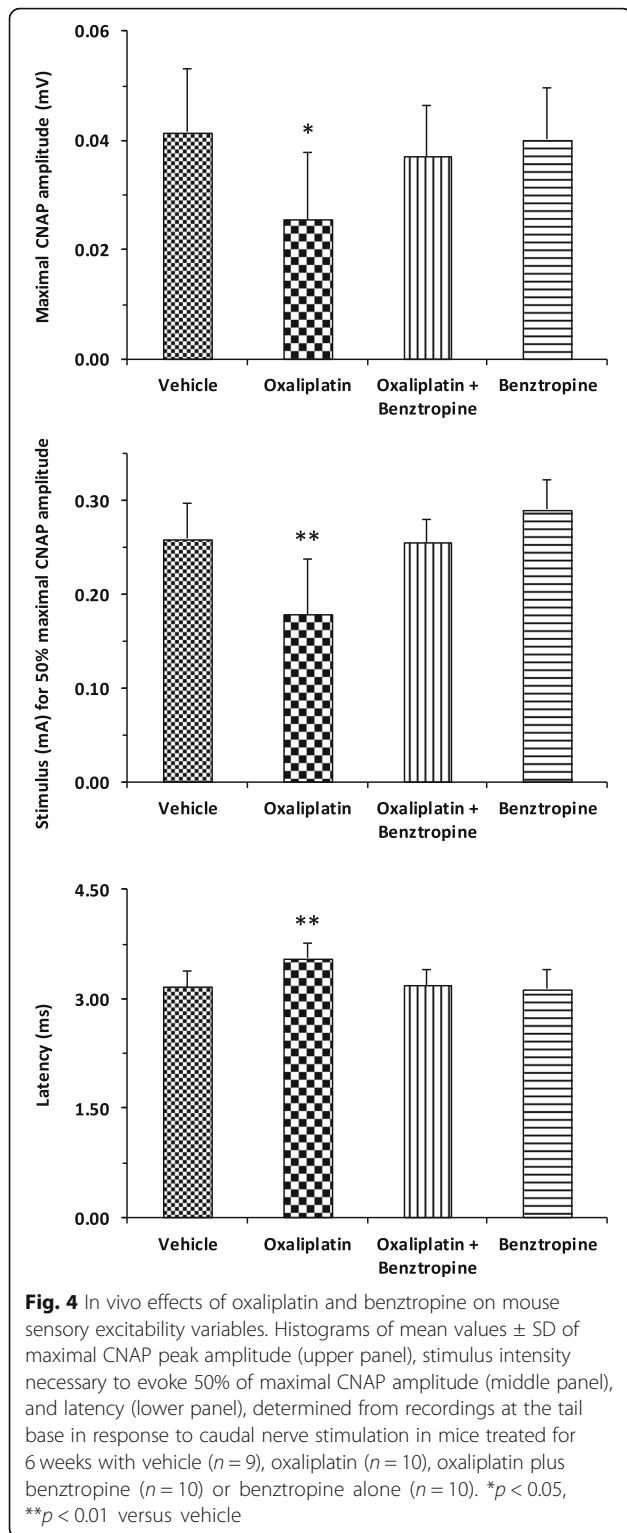 Maximal CNAP amplitude (mV)
0.06
0.04
0.02
0.00
*
Vehicle Oxaliplatin Oxaliplatin + Benztropine
Benztropine
Stimulus (mA) for 50% maximal CNAP amplitude
0.30
0.20
0.10
0.00
**
Vehicle Oxaliplatin Oxaliplatin + Benztropine
Benztropine
Latency (ms)
4.50
3.00
1.50
0.00
**
Vehicle Oxaliplatin Oxaliplatin + Benztropine
Benztropine
Fig. 4 In vivo effects of oxaliplatin and benztropine on mouse
sensory excitability variables. Histograms of mean values ± SD of
maximal CNAP peak amplitude (upper panel), stimulus intensity
necessary to evoke 50% of maximal CNAP amplitude (middle panel),
and latency (lower panel), determined from recordings at the tail
base in response to caudal nerve stimulation in mice treated for
6 weeks with vehicle (n = 9), oxaliplatin (n = 10), oxaliplatin plus
benztropine (n = 10) or benztropine alone (n = 10). *p < 0.05,
**p < 0.01 versus vehicle